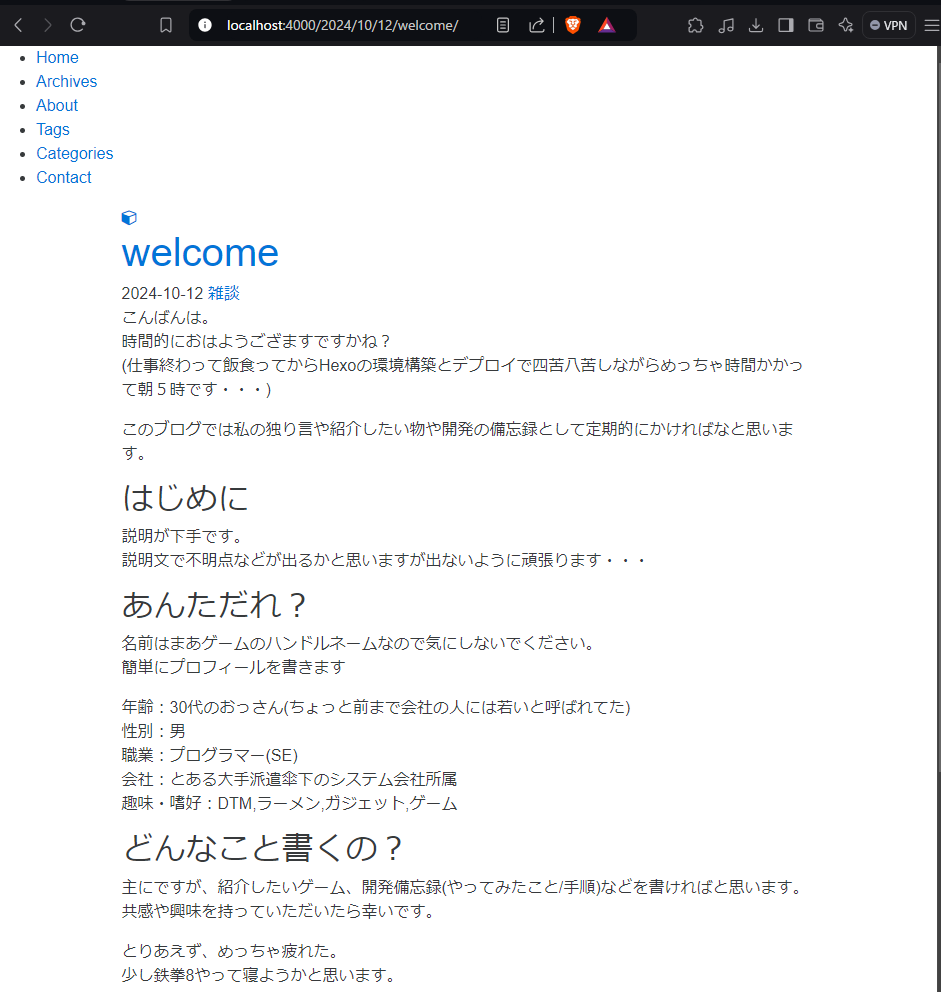 localhost:4000/2024/10/12/welcome/
VPN
Home
Archives
About
Tags
Categories
Contact
welcome
2024-10-12 雑談
こんばんは。
時間的におはようござますですかね？
(仕事終わって飯食ってからHexoの環境構築とデプロイで四苦八苦しながらめっちゃ時間かかっ
て朝５時です・・・)
このブログでは私の独り言や紹介したい物や開発の備忘録として定期的にかければなと思いま
す。
はじめに
説明が下手です。
説明文で不明点などが出るかと思いますが出ないように頑張ります・・・
あんただれ？
名前はまあゲームのハンドルネームなので気にしないでください。
簡単にプロフィールを書きます
年齢：30代のおっさん(ちょっと前まで会社の人には若いと呼ばれてた)
性別：男
職業：プログラマー(SE)
会社：とある大手派遣傘下のシステム会社所属
趣味・嗜好：DTM,ラーメン,ガジェット,ゲーム
どんなこと書くの？
主にですが、紹介したいゲーム、開発備忘録(やってみたこと/手順)などを書ければと思います。
共感や興味を持っていただいたら幸いです。
とりあえず、めっちゃ疲れた。
少し鉄拳8やって寝ようかと思います。